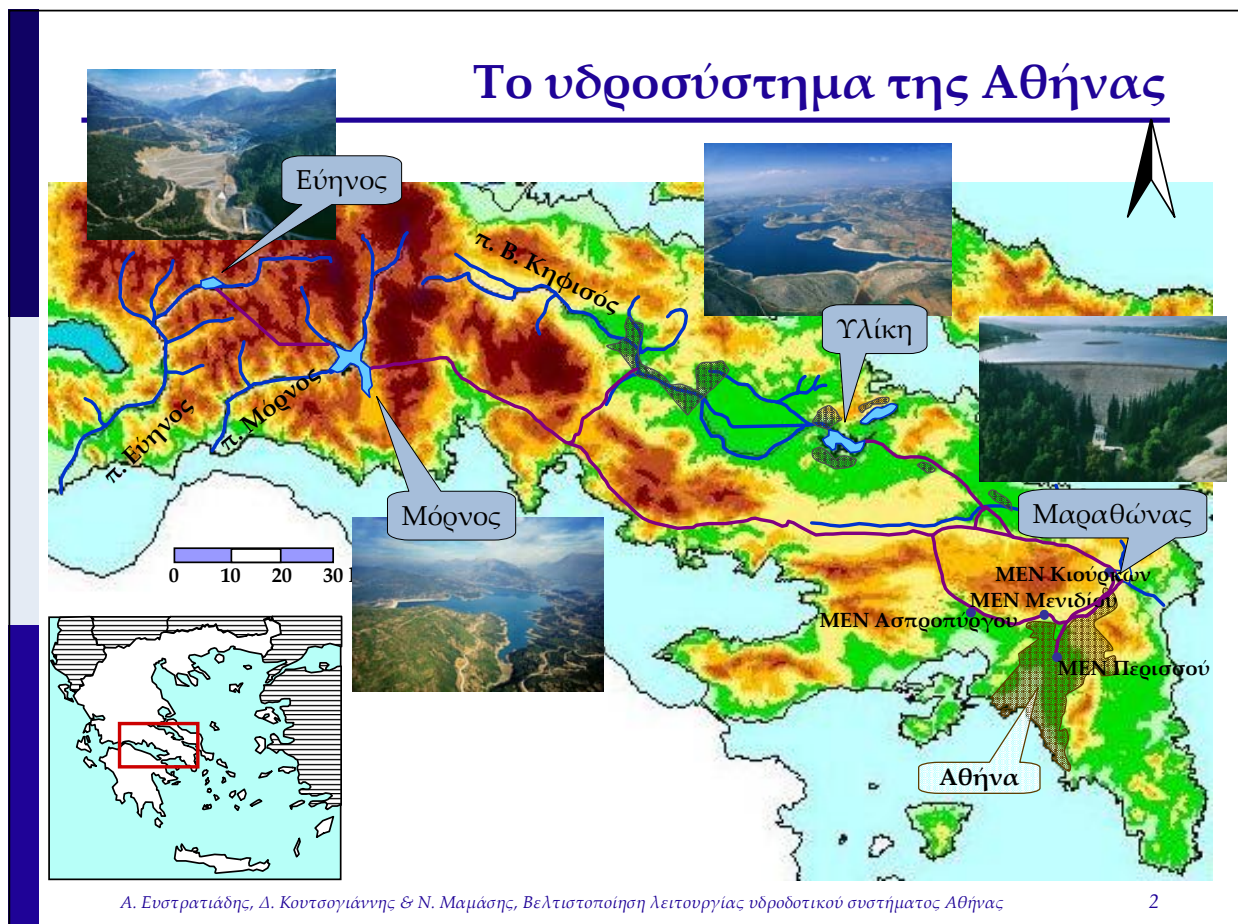 Το υδροσύστημα της Αθήνας
Εύηνος
π. Β. Κηφισός
Υλίκη
π. Εύηνος
π. Μόρνος
Μόρνος
Μαραθώνας
0 10 20 30
ΜΕΝ Κιούρκων
ΜΕΝ Μενιδίου
ΜΕΝ Ασπροπύργου
ΜΕΝ Περισσού
Αθήνα
Α. Ευστρατιάδης, Δ. Κουτσογιάννης & Ν. Μαμάσης, Βελτιστοποίηση λειτουργίας υδροδοτικού συστήματος Αθήνας 2